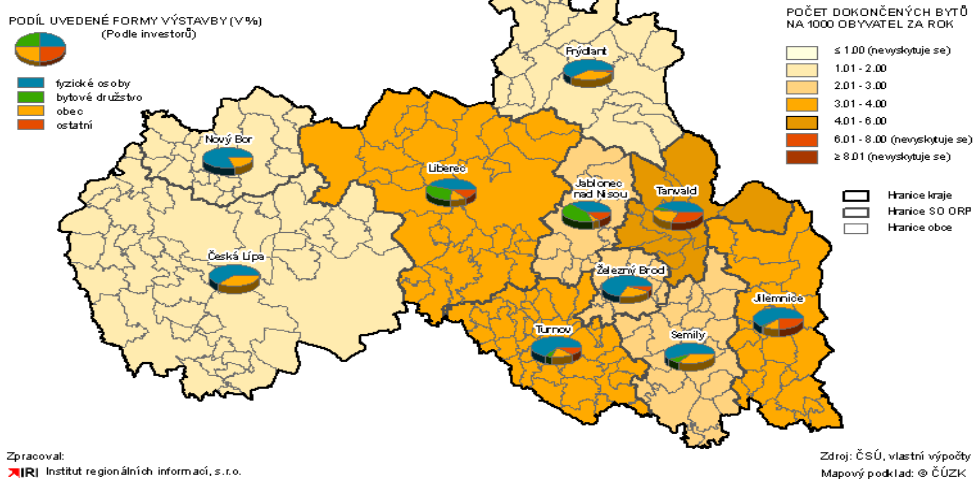 PODÍL UVEDENÉ FORMY VÝSTAVBY (V %)
(Podle investorů)
fyzické osoby
bytové družstvo
obec
ostatní
POČET DOKONČENÝCH BYTŮ
NA 1000 OBYVATEL ZA ROK
≤ 1.00 (nevyskytuje se)
1.01 - 2.00
2.01 - 3.00
3.01 - 4.00
4.01 - 6.00
6.01 - 8.00 (nevyskytuje se)
≥ 8.01 (nevyskytuje se)
Hranice kraje
Hranice SO ORP
Hranice obce
Frýdlant
Nový Bor
Liberec
Jablonec
nad Nisou
Tanvald
Česká Lípa
Železný Brod
Jilemnice
Turnov
Semily
Zpracoval:
IRI Institut regionálních informací, s.r.o.
Zdroj: ČSÚ, vlastní výpočty
Mapový podklad: © ČÚZK